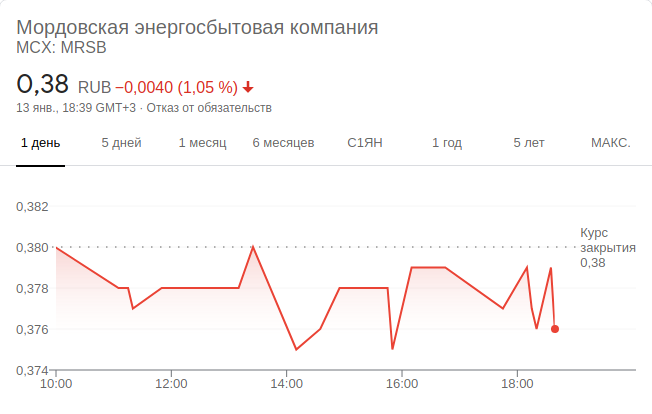 Мордовская энергосбытовая компания
MCX: MRSB
0,38 RUB −0,0040 (1,05 %)
13 янв., 18:39 GMT+3 · Отказ от обязательств
1 день 5 дней 1 месяц 6 месяцев С1ЯН 1 год 5 лет МАКС.
0,382
Курс
0,380 закрытия
0,38
0,378
0,376
0,374
10:00 12:00 14:00 16:00 18:00